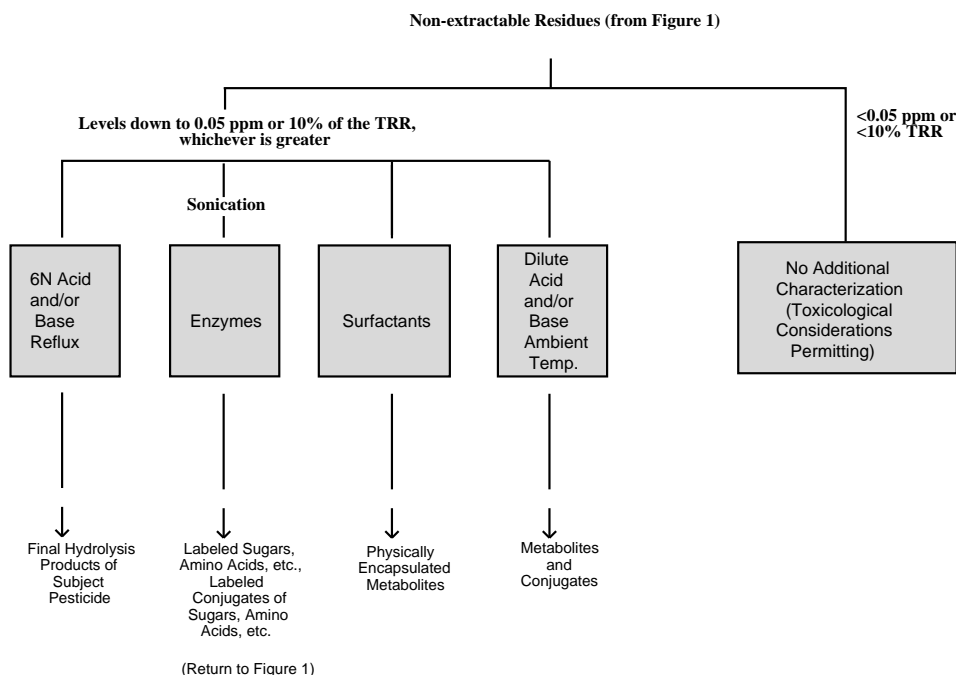 Non-extractable Residues (from Figure 1)
Levels down to 0.05 ppm or 10% of the TRR,
whichever is greater
<0.05 ppm or
<10% TRR
Sonication
6N Acid
and/or
Base
Reflux
Enzymes
Surfactants
Dilute
Acid
and/or
Base
Ambient
Temp.
No Additional
Characterization
(Toxicological
Considerations
Permitting)
Final Hydrolysis
Products of
Subject
Pesticide
Labeled Sugars,
Amino Acids, etc.,
Labeled
Conjugates of
Sugars, Amino
Acids, etc.
(Return to Figure 1)
Physically
Encapsulated
Metabolites
Metabolites
and
Conjugates